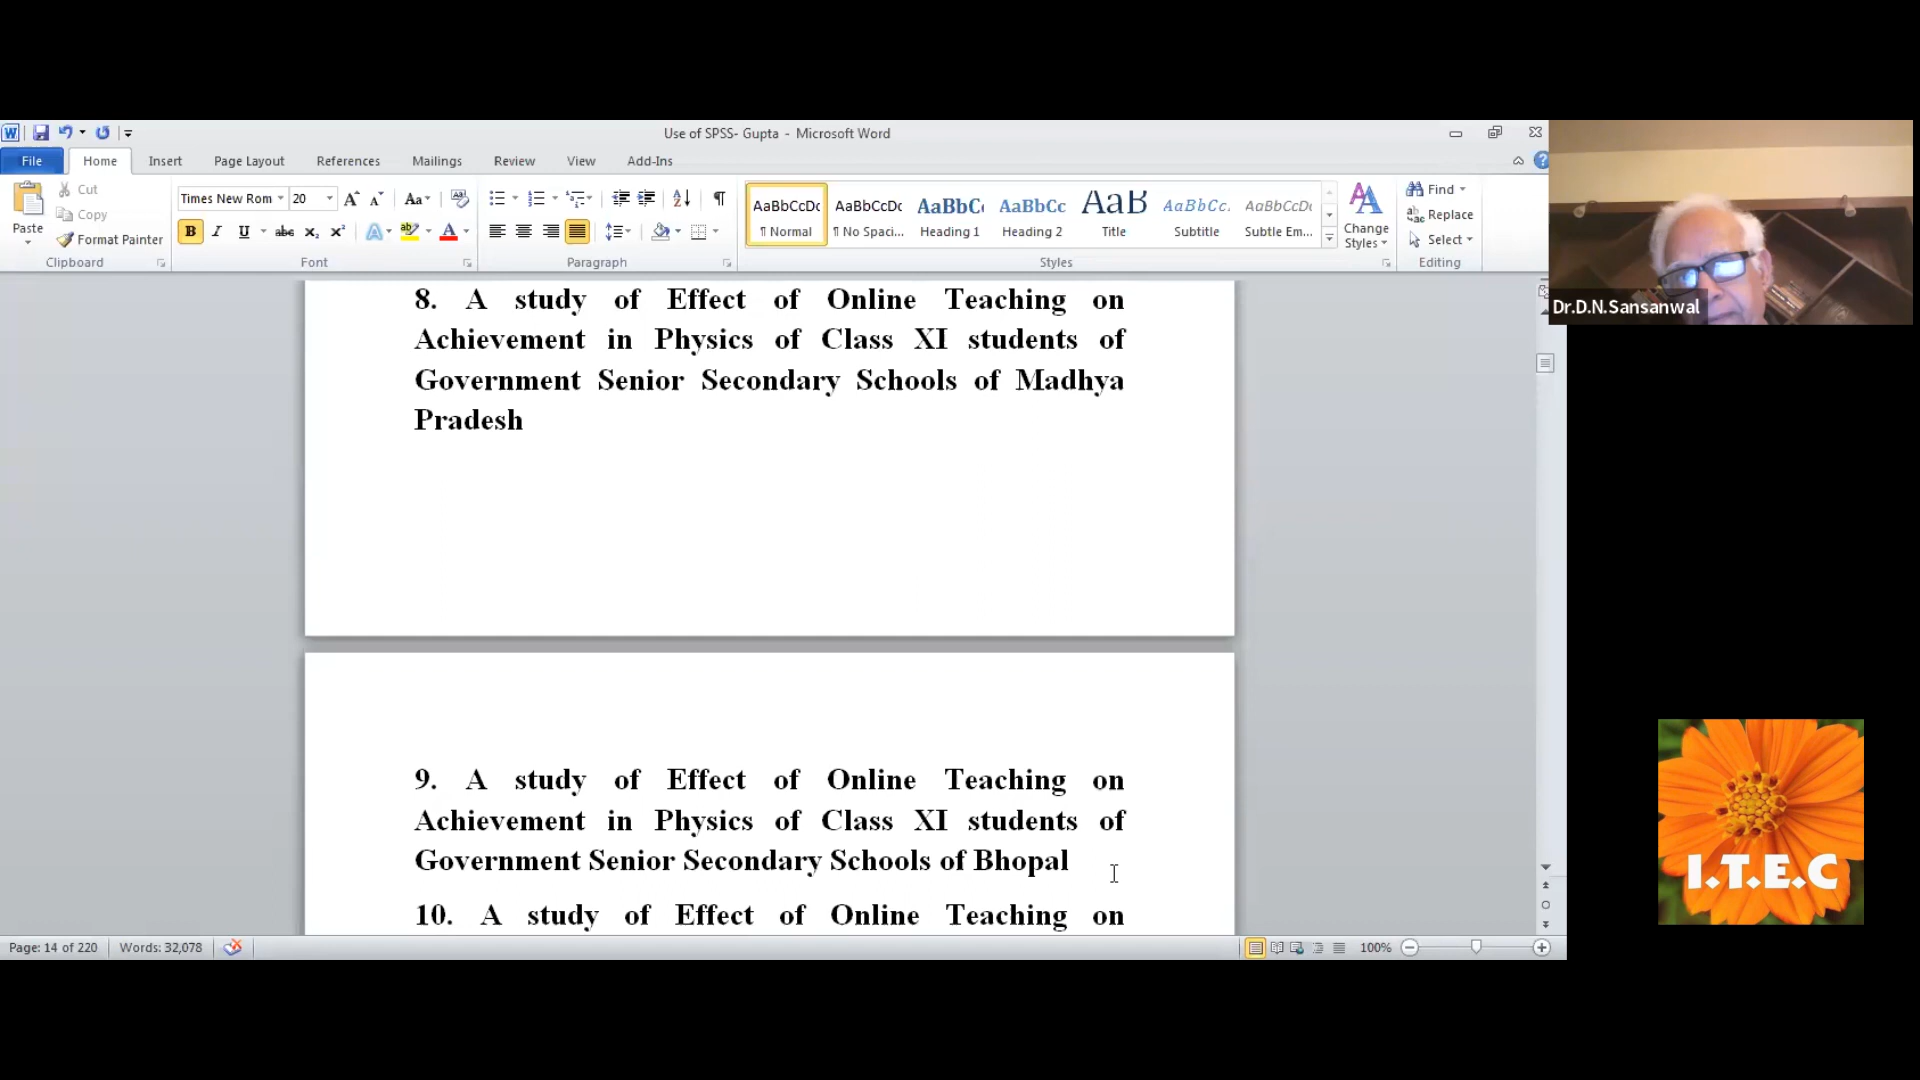 Use of SPSS- Gupta - Microsoft Word
File Home Insert Page Layout References Mailings Review View Add-Ins
Paste
Cut
Copy
Format Painter
Clipboard
Times New Rom 20
Font
Paragraph
AaBbCcDc AaBbCcDc AaBbC AaBbCc AaB AaBbCc. AaBbCcDc
¶ Normal ¶ No Spaci... Heading 1 Heading 2 Title Subtitle Subtle Em...
Styles
Change
Styles
Find
Replace
Select
Editing
8. A study of Effect of Online Teaching on
Achievement in Physics of Class XI students of
Government Senior Secondary Schools of Madhya
Pradesh
9. A study of Effect of Online Teaching on
Achievement in Physics of Class XI students of
Government Senior Secondary Schools of Bhopal
10. A study of Effect of Online Teaching on
Page: 14 of 220 Words: 32,078 100%
Dr.D.N.Sansanwal
I.T.E.C